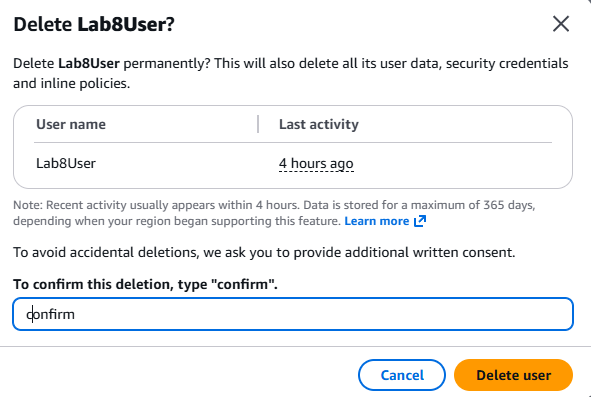 Delete Lab8User?
Delete Lab8User permanently? This will also delete all its user data, security credentials
and inline policies.
User name
Last activity
Lab8User
4 hours ago
Note: Recent activity usually appears within 4 hours. Data is stored for a maximum of 365 days,
depending when your region began supporting this feature. Learn more
To avoid accidental deletions, we ask you to provide additional written consent.
To confirm this deletion, type "confirm".
confirm
Cancel
Delete user